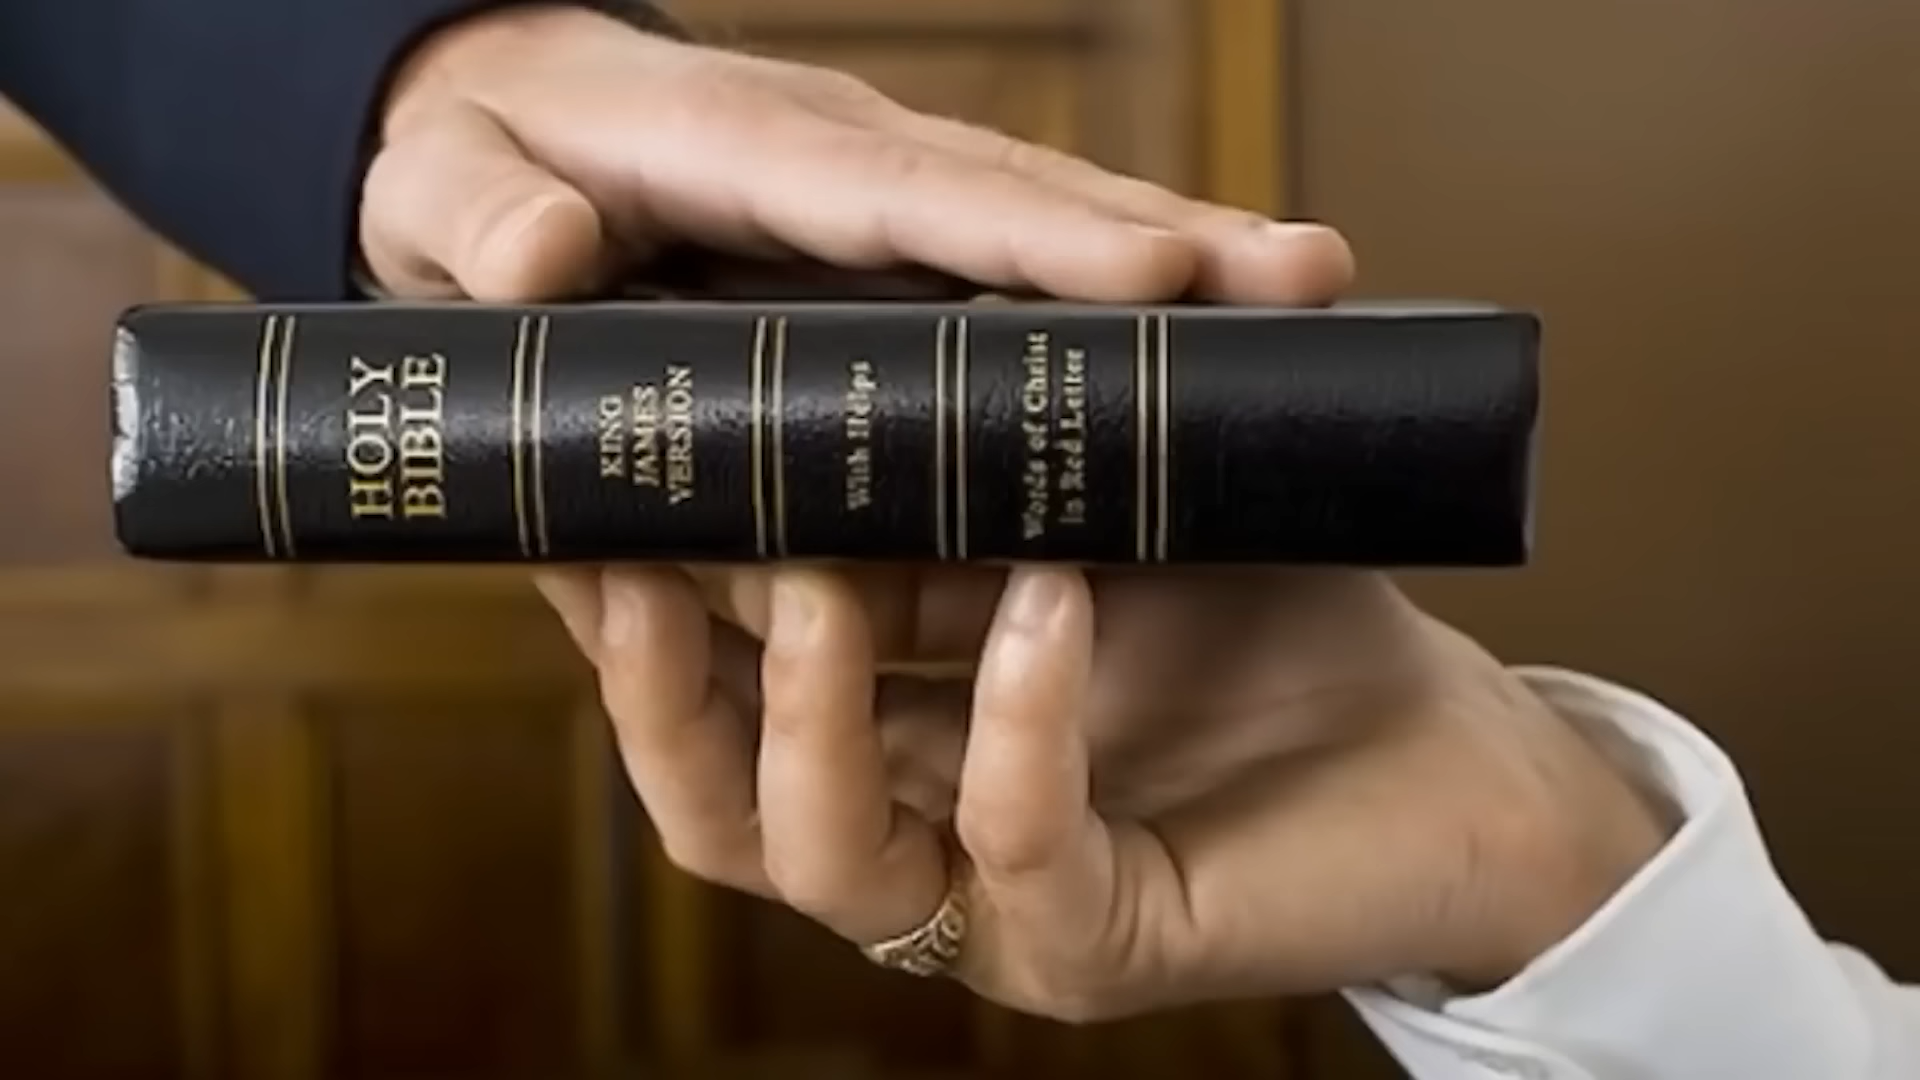 HOLY
BIBLE
KING
JAMES
VERSION
With Helps
Words of Christ
In Red Letter